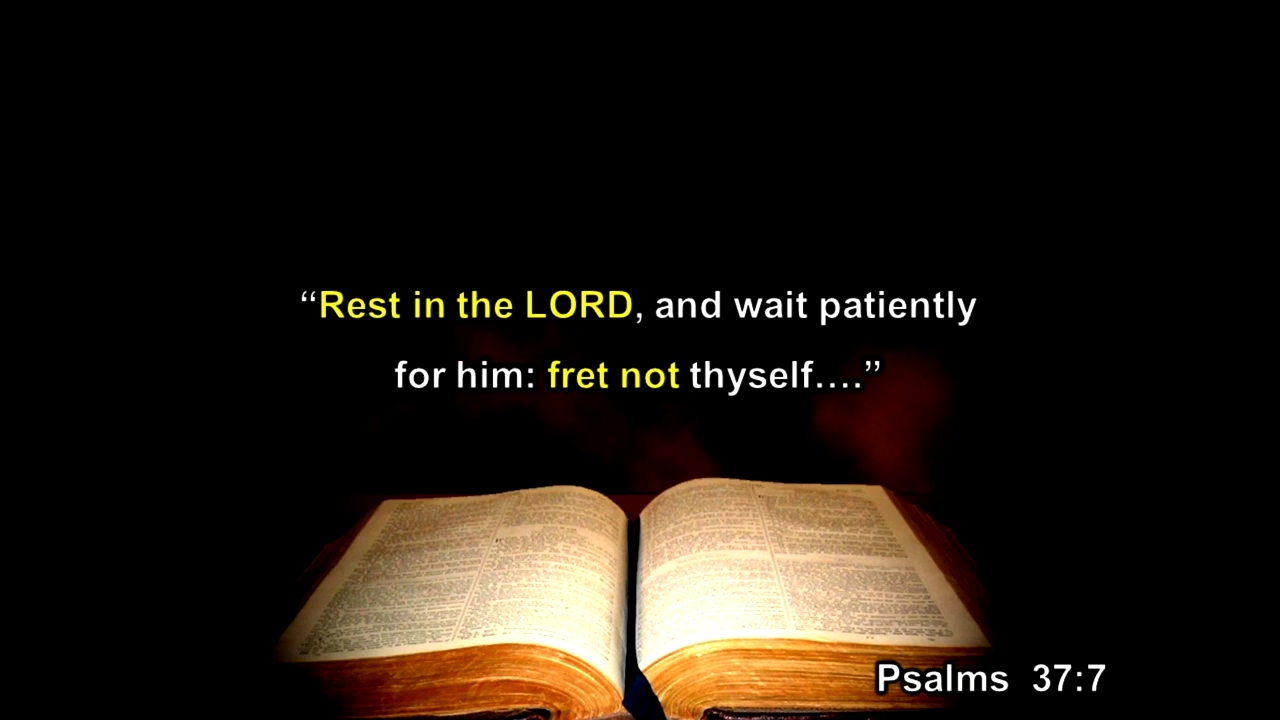 “Rest in the LORD, and wait patiently
for him: fret not thyself….”
Psalms 37:7